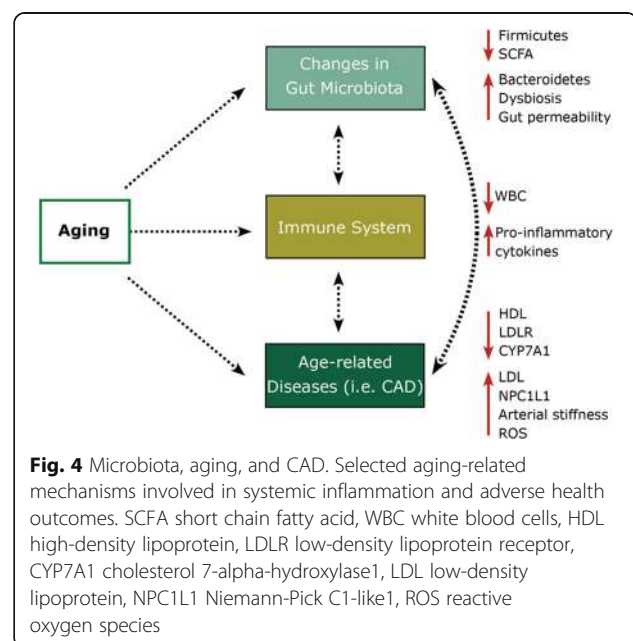 Firmicutes
SCFA
Changes in
Gut Microbiota
Bacteroidetes
Dysbiosis
Gut permeability
Aging
Immune System
WBC
Pro-inflammatory
cytokines
Age-related
Diseases (i.e. CAD)
HDL
LDLR
CYP7A1
LDL
NPC1L1
Arterial stiffness
ROS
Fig. 4 Microbiota, aging, and CAD. Selected aging-related
mechanisms involved in systemic inflammation and adverse health
outcomes. SCFA short chain fatty acid, WBC white blood cells, HDL
high-density lipoprotein, LDLR low-density lipoprotein receptor,
CYP7A1 cholesterol 7-alpha-hydroxylase1, LDL low-density
lipoprotein, NPC1L1 Niemann-Pick C1-like1, ROS reactive
oxygen species